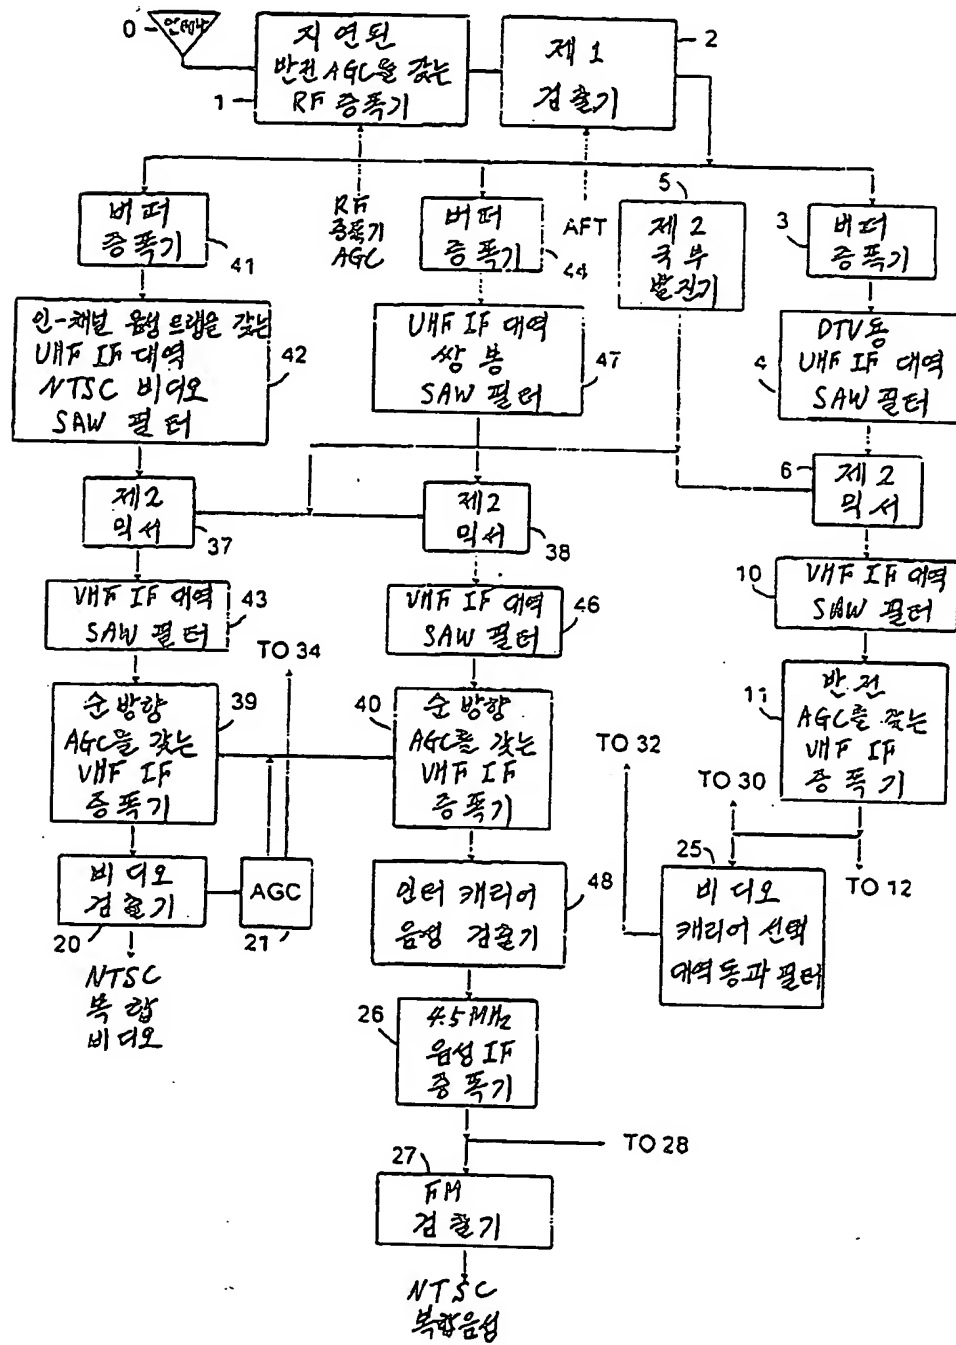 0
안테나
지연된
반전 AGC을 갖는
RF 증폭기
1
제 1
검출기
2
버퍼
증폭기
41
RF
증폭기
AGC
버퍼
증폭기
44
AFT
5
제 2
국부
발진기
3
버퍼
증폭기
인-채널 음성 트랩을 갖는
UHF IF 대역
NTSC 비디오
SAW 필터
42
UHF IF 대역
쌍봉
SAW 필터
47
4
DTV용
UHF IF 대역
SAW 필터
제 2
믹서
37
제 2
믹서
38
6
제 2
믹서
VHF IF 대역
SAW 필터
43
VHF IF 대역
SAW 필터
46
10
VHF IF 대역
SAW 필터
TO 34
순방향
AGC을 갖는
VHF IF
증폭기
39
40
순방향
AGC를 갖는
VHF IF
증폭기
11
반전
AGC를 갖는
VHF IF
증폭기
TO 32
TO 30
TO 12
비디오
검출기
20
AGC
21
인터 캐리어
음성 검출기
48
25
비디오
캐리어 선택
대역 통과 필터
NTSC
복합
비디오
26
4.5 MHz
음성 IF
증폭기
TO 28
27
FM
검출기
NTSC
복합음성